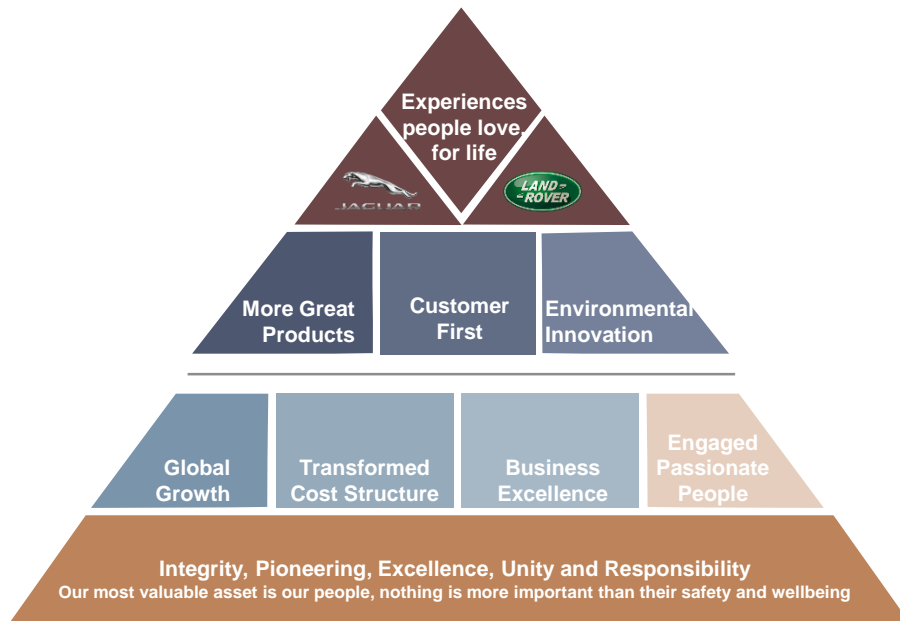 Experiences
people love,
for life
JAGUAR
LAND
ROVER
More Great
Products
Customer
First
Environmental
Innovation
Global
Growth
Transformed
Cost Structure
Business
Excellence
Engaged
Passionate
People
Integrity, Pioneering, Excellence, Unity and Responsibility
Our most valuable asset is our people, nothing is more important than their safety and wellbeing